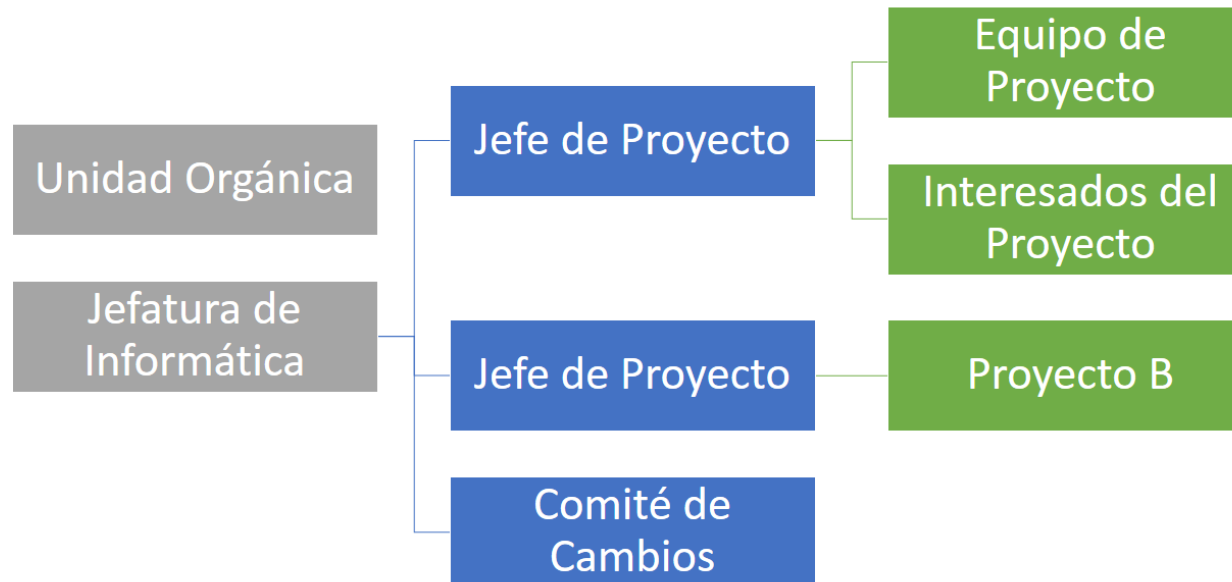 Unidad Orgánica
Jefatura de
Informática
Jefe de Proyecto
Jefe de Proyecto
Comité de
Cambios
Equipo de
Proyecto
Interesados del
Proyecto
Proyecto B